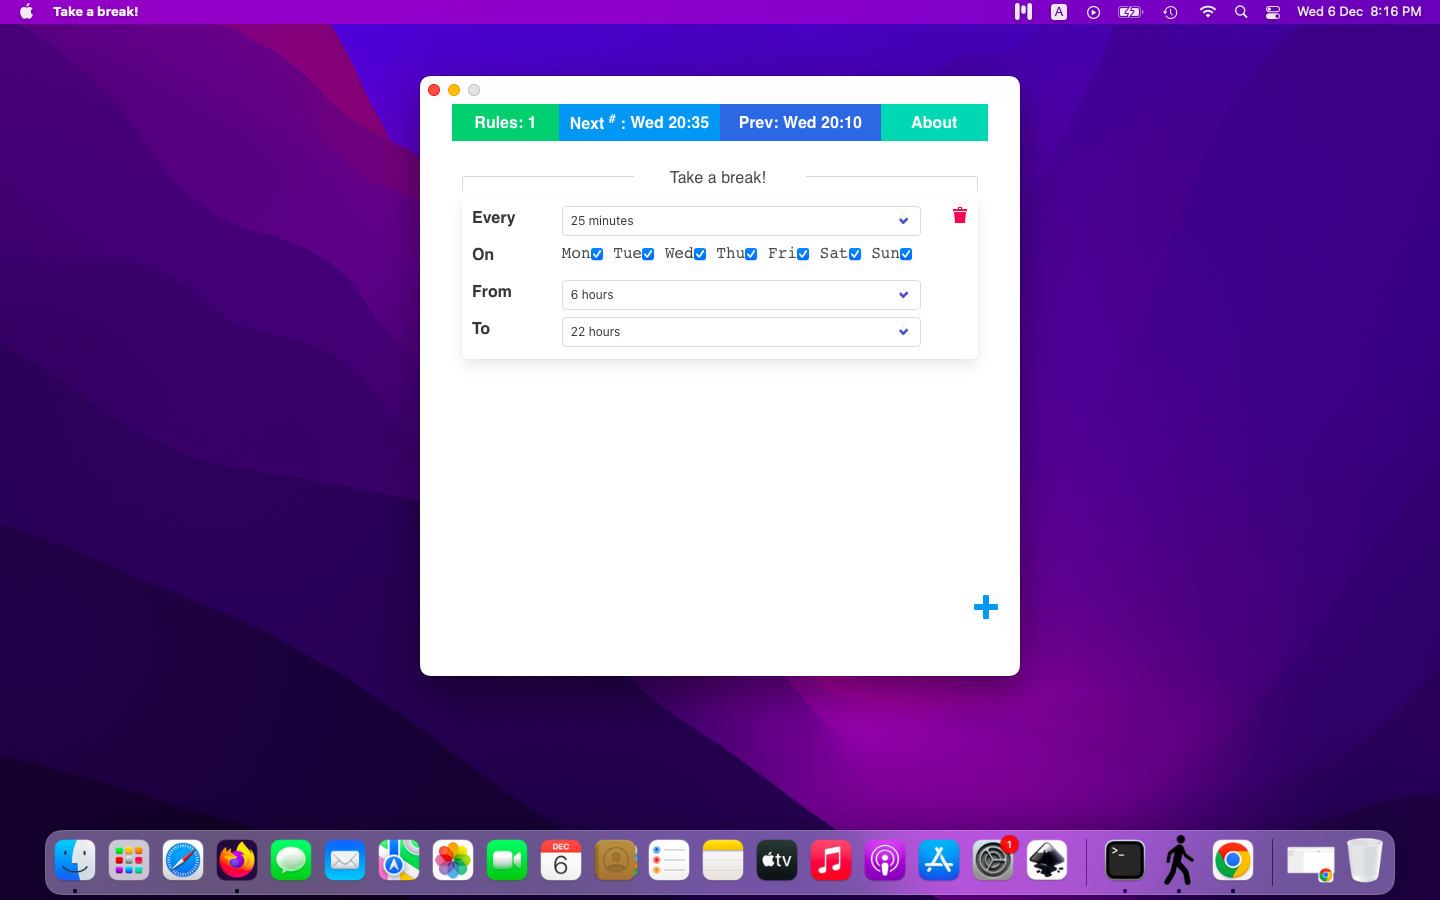 Take a break!
A
Wed 6 Dec 8:16 PM
Rules: 1
Next # : Wed 20:35
Prev: Wed 20:10
About
Take a break!
Every
25 minutes
On
Mon Tue Wed Thu Fri Sat Sun
From
6 hours
To
22 hours
DEC
6
tv
1
>_